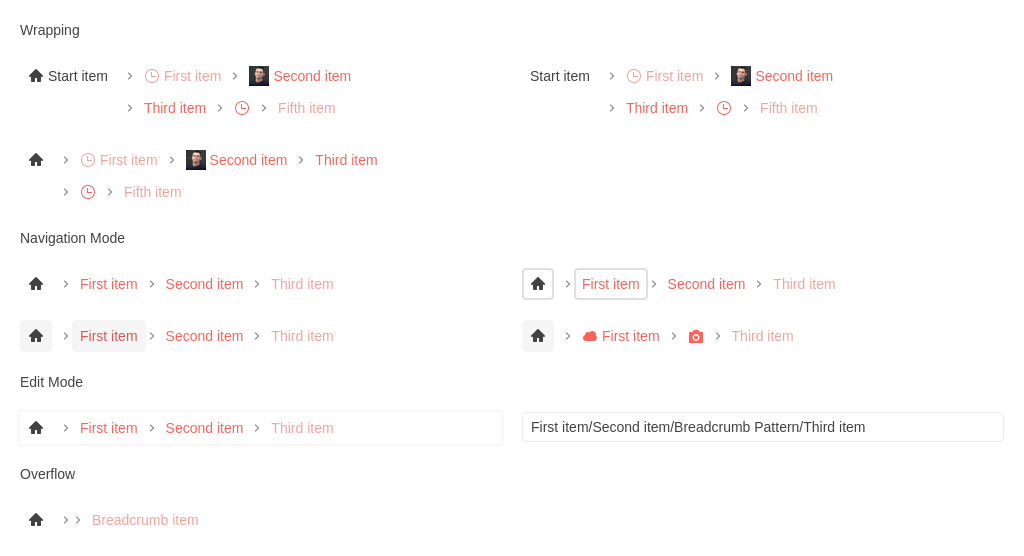 Wrapping
Start item First item Second item
Third item Fifth item
Start item First item Second item
Third item Fifth item
First item Second item Third item
Fifth item
Navigation Mode
First item Second item Third item
First item Second item Third item
First item Second item Third item
First item Third item
Edit Mode
First item Second item Third item
First item/Second item/Breadcrumb Pattern/Third item
Overflow
Breadcrumb item